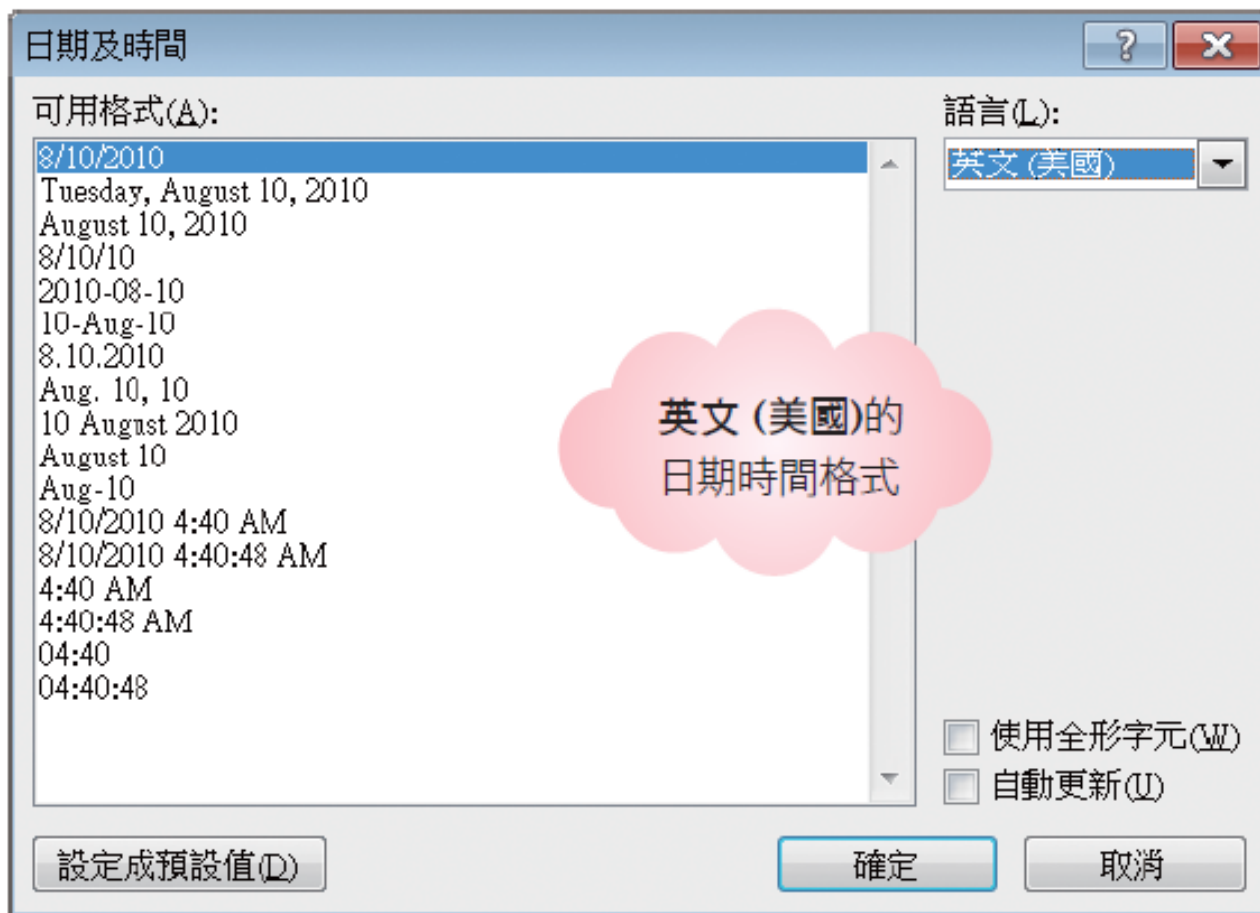 日期及時間
可用格式(A):
語言(L):
8/10/2010
Tuesday, August 10, 2010
August 10, 2010
8/10/10
2010-08-10
10-Aug-10
8.10.2010
Aug. 10, 10
10 August 2010
August 10
Aug-10
8/10/2010 4:40 AM
8/10/2010 4:40:48 AM
4:40 AM
4:40:48 AM
04:40
04:40:48
英文 (美國)
英文 (美國)的
日期時間格式
使用全形字元(W)
自動更新(U)
設定成預設值(D)
確定
取消